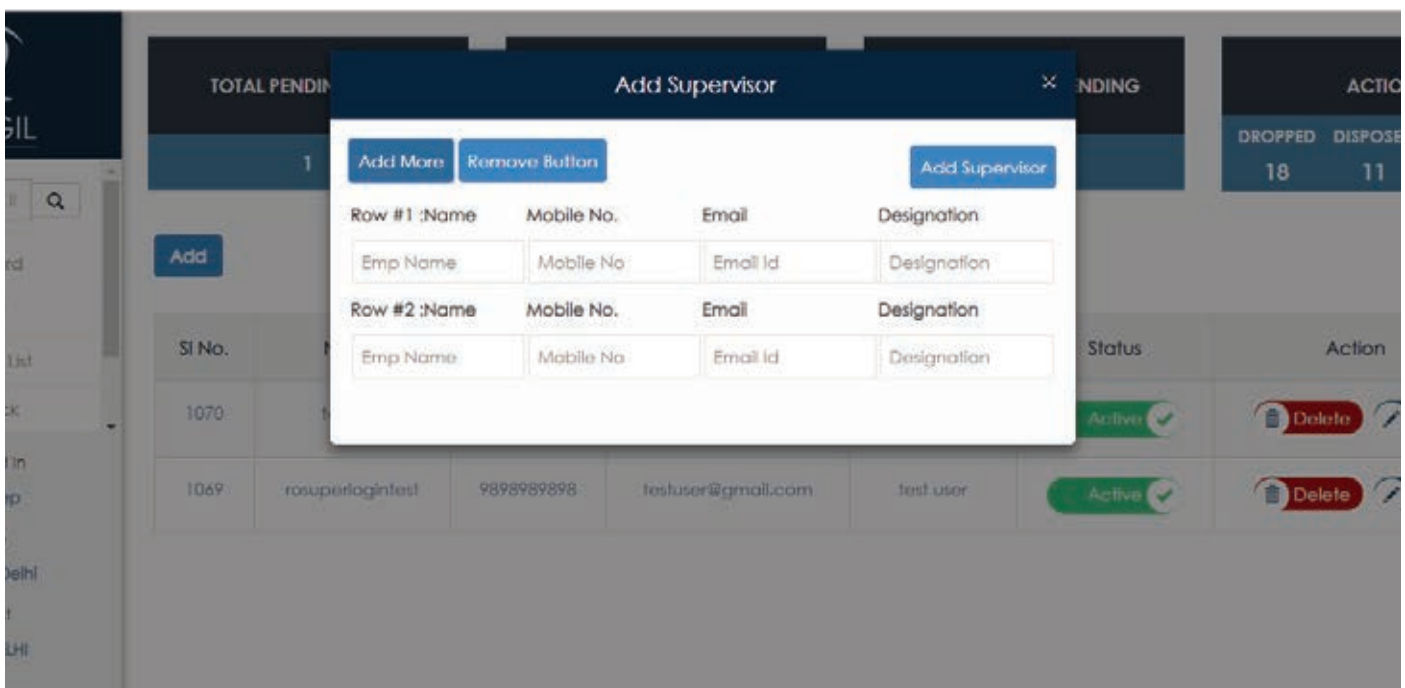 TOTAL PENDIN
Add Supervisor
×
NDING
ACTIO
GIL
1
Add More
Remove Button
Add Supervisor
DROPPED DISPOSE
18 11
Row #1 :Name Mobile No. Email Designation
Add
Emp Name Mobile No Email Id Designation
Row #2 :Name Mobile No. Email Designation
List
Sl No.
N
Emp Name Mobile No Email Id Designation
Status Action
1070
Active
Delete
1069 rosuperlogintest 9898989898 testuser@gmail.com test user Active Delete
Delhi